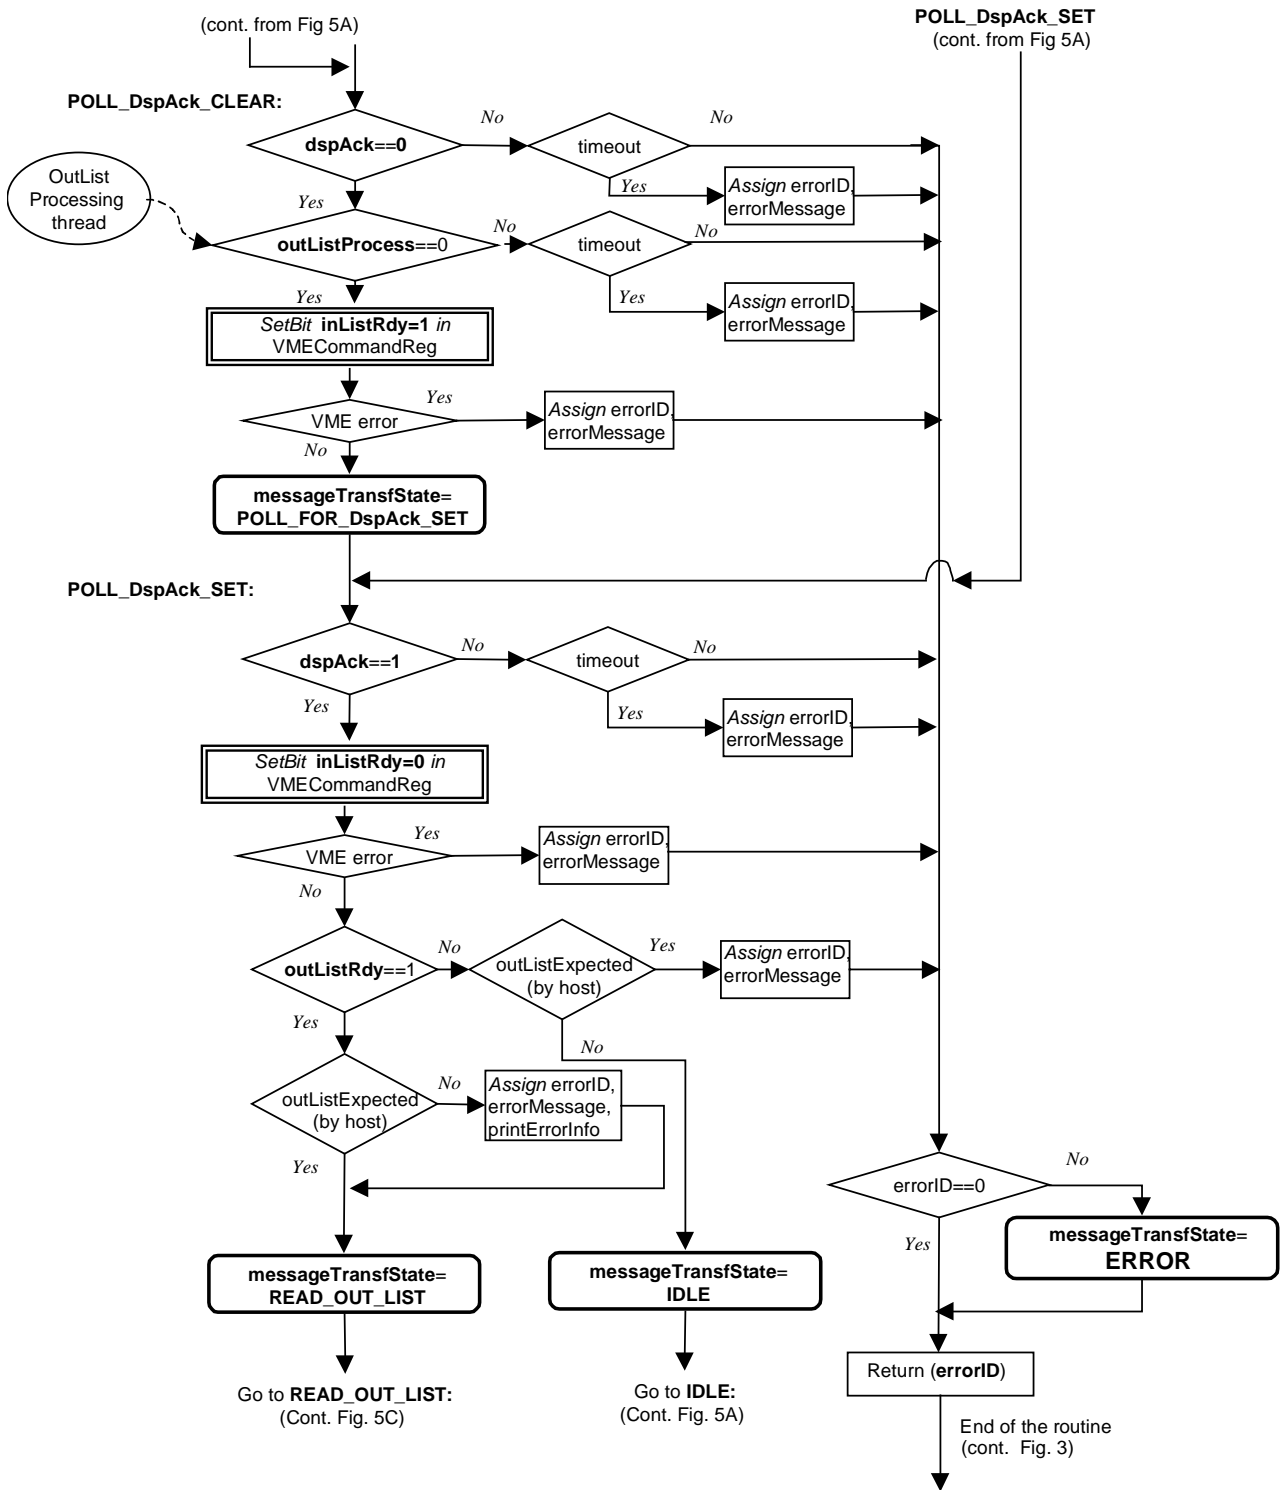 (cont. from Fig 5A)
POLL_DspAck_SET
(cont. from Fig 5A)
POLL_DspAck_CLEAR:
dspAck==0
No
timeout
No
Yes
Assign errorID,
errorMessage
OutList
Processing
thread
Yes
outListProcess==0
No
timeout
No
Yes
Assign errorID,
errorMessage
Yes
SetBit inListRdy=1 in
VMECommandReg
VME error
Yes
Assign errorID,
errorMessage
No
messageTransfState=
POLL_FOR_DspAck_SET
POLL_DspAck_SET:
dspAck==1
No
timeout
No
Yes
Assign errorID,
errorMessage
Yes
SetBit inListRdy=0 in
VMECommandReg
VME error
Yes
Assign errorID,
errorMessage
No
outListRdy==1
No
outListExpected
(by host)
Yes
Assign errorID,
errorMessage
Yes
No
outListExpected
(by host)
No
Assign errorID,
errorMessage,
printErrorInfo
Yes
errorID==0
No
Yes
messageTransfState=
ERROR
messageTransfState=
READ_OUT_LIST
messageTransfState=
IDLE
Return (errorID)
Go to READ_OUT_LIST:
(Cont. Fig. 5C)
Go to IDLE:
(Cont. Fig. 5A)
End of the routine
(cont. Fig. 3)